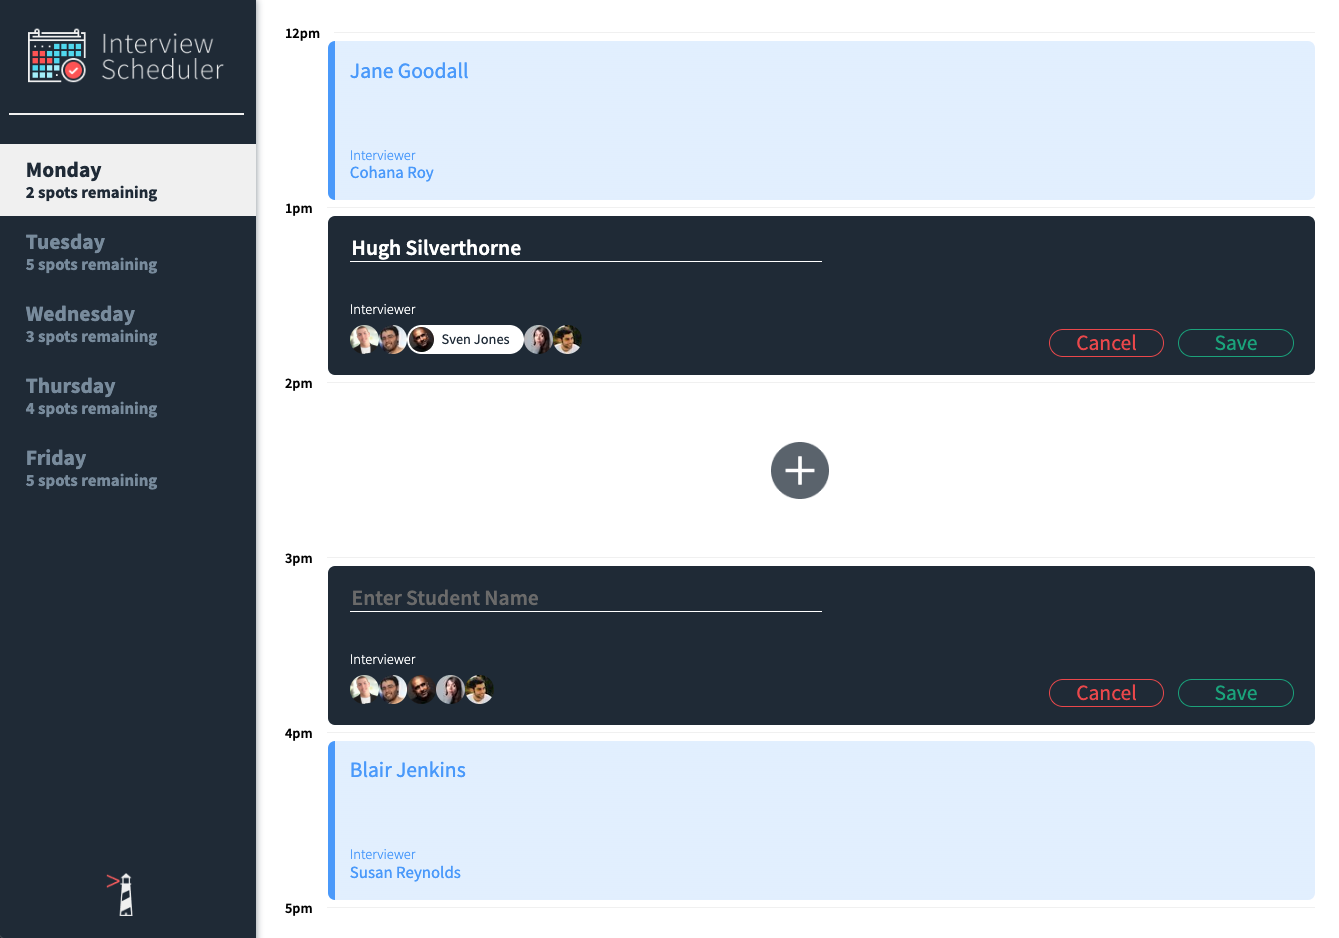 Interview
Scheduler
Monday
2 spots remaining
Tuesday
5 spots remaining
Wednesday
3 spots remaining
Thursday
4 spots remaining
Friday
5 spots remaining
12pm
Jane Goodall
Interviewer
Cohana Roy
1pm
Hugh Silverthorne
Interviewer
Sven Jones
Cancel
Save
2pm
3pm
Enter Student Name
Interviewer
Cancel
Save
4pm
Blair Jenkins
Interviewer
Susan Reynolds
5pm